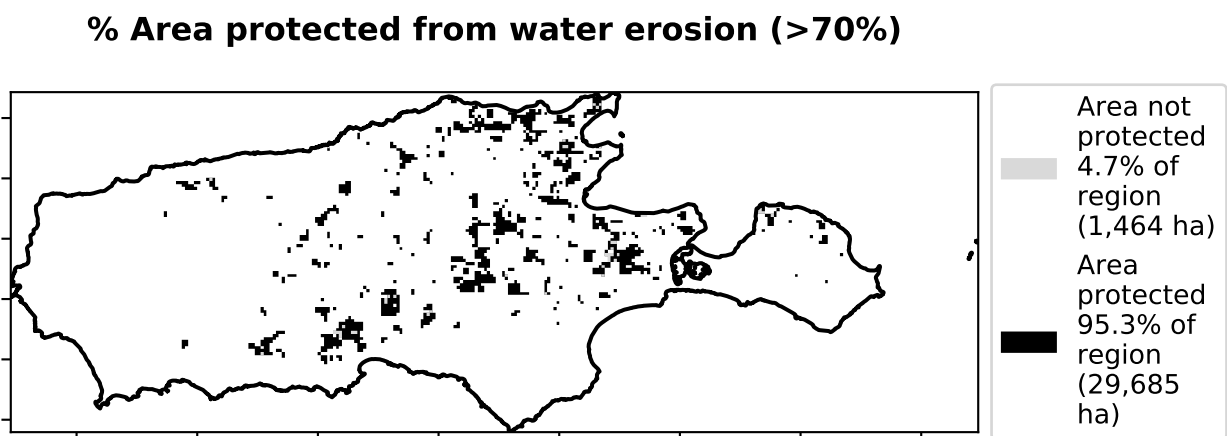 % Area protected from water erosion (>70%)
Area not
protected
4.7% of
region
(1,464 ha)
Area
protected
95.3% of
region
(29,685
ha)